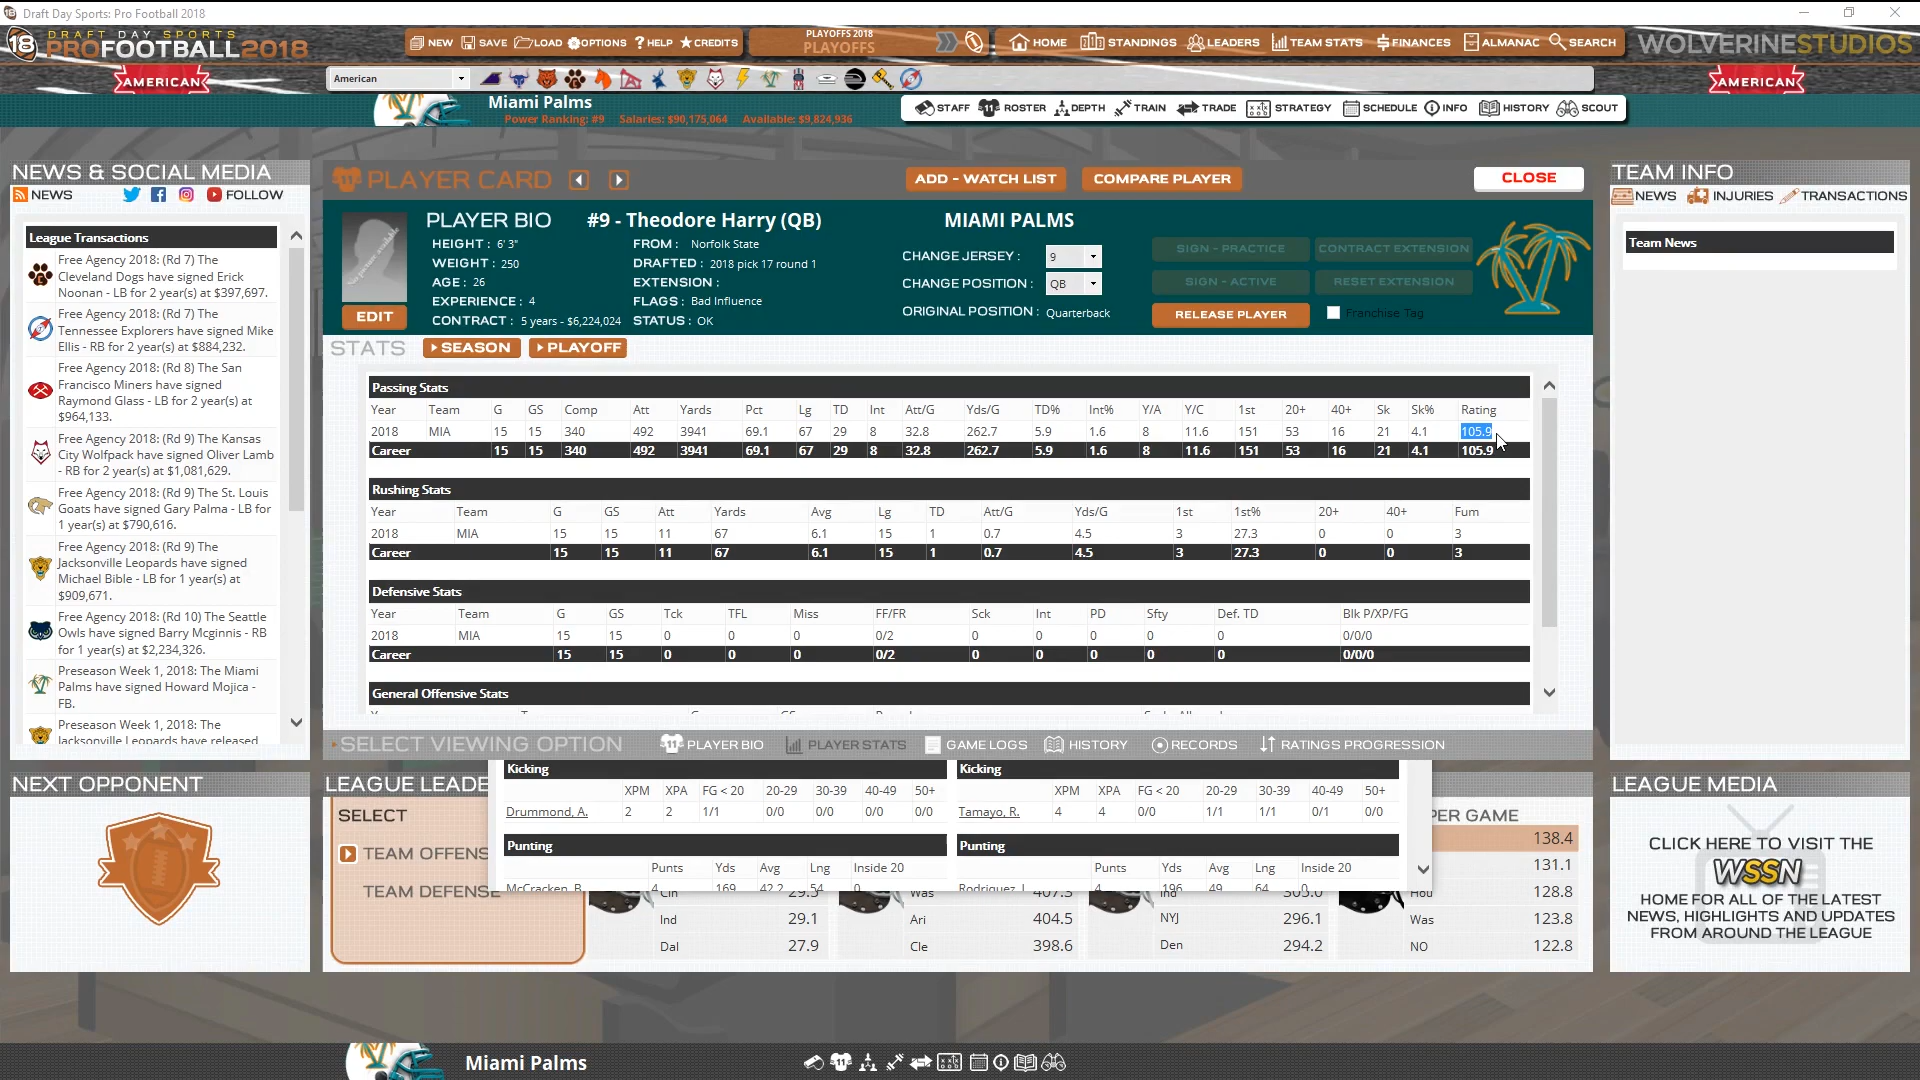 Draft Day Sports: Pro Football 2018
18 DRAFT DAY SPORTS
PROFOOTBALL2018
NEW SAVE LOAD OPTIONS HELP CREDITS
PLAYOFFS 2018
PLAYOFFS
HOME STANDINGS LEADERS TEAM STATS FINANCES ALMANAC SEARCH
WOLVERINESTUDIOS
AMERICAN
American
AMERICAN
Miami Palms
Power Ranking: #9 Salaries: $90,175,064 Available: $9,824,936
STAFF ROSTER DEPTH TRAIN TRADE STRATEGY SCHEDULE INFO HISTORY SCOUT
NEWS & SOCIAL MEDIA
NEWS FOLLOW
League Transactions
Free Agency 2018: (Rd 7) The
Cleveland Dogs have signed Erick
Noonan - LB for 2 year(s) at $397,697.
Free Agency 2018: (Rd 7) The
Tennessee Explorers have signed Mike
Ellis - RB for 2 year(s) at $884,232.
Free Agency 2018: (Rd 8) The San
Francisco Miners have signed
Raymond Glass - LB for 2 year(s) at
$964,133.
Free Agency 2018: (Rd 9) The Kansas
City Wolfpack have signed Oliver Lamb
- RB for 2 year(s) at $1,081,629.
Free Agency 2018: (Rd 9) The St. Louis
Goats have signed Gary Palma - LB for
1 year(s) at $790,616.
Free Agency 2018: (Rd 9) The
Jacksonville Leopards have signed
Michael Bible - LB for 1 year(s) at
$909,671.
Free Agency 2018: (Rd 10) The Seattle
Owls have signed Barry Mcginnis - RB
for 1 year(s) at $2,234,326.
Preseason Week 1, 2018: The Miami
Palms have signed Howard Mojica -
FB.
Preseason Week 1, 2018: The
Jacksonville Leopards have released
PLAYER CARD
ADD - WATCH LIST COMPARE PLAYER CLOSE
PLAYER BIO #9 - Theodore Harry (QB) MIAMI PALMS
HEIGHT : 6' 3"
WEIGHT : 250
AGE : 26
EXPERIENCE : 4
CONTRACT : 5 years - $6,224,024
EDIT
FROM : Norfolk State
DRAFTED : 2018 pick 17 round 1
EXTENSION :
FLAGS : Bad Influence
STATUS : OK
CHANGE JERSEY : 9
CHANGE POSITION : QB
ORIGINAL POSITION : Quarterback
SIGN - PRACTICE CONTRACT EXTENSION
SIGN - ACTIVE RESET EXTENSION
RELEASE PLAYER Franchise Tag
STATS SEASON PLAYOFF
Passing Stats
Year Team G GS Comp Att Yards Pct Lg TD Int Att/G Yds/G TD% Int% Y/A Y/C 1st 20+ 40+ Sk Sk% Rating
2018 MIA 15 15 340 492 3941 69.1 67 29 8 32.8 262.7 5.9 1.6 8 11.6 151 53 16 21 4.1 105.9
Career 15 15 340 492 3941 69.1 67 29 8 32.8 262.7 5.9 1.6 8 11.6 151 53 16 21 4.1 105.9
Rushing Stats
Year Team G GS Att Yards Avg Lg TD Att/G Yds/G 1st 1st% 20+ 40+ Fum
2018 MIA 15 15 11 67 6.1 15 1 0.7 4.5 3 27.3 0 0 3
Career 15 15 11 67 6.1 15 1 0.7 4.5 3 27.3 0 0 3
Defensive Stats
Year Team G GS Tck TFL Miss FF/FR Sck Int PD Sfty Def. TD Blk P/XP/FG
2018 MIA 15 15 0 0 0 0/2 0 0 0 0 0 0/0/0
Career 15 15 0 0 0 0/2 0 0 0 0 0 0/0/0
General Offensive Stats
SELECT VIEWING OPTION PLAYER BIO PLAYER STATS GAME LOGS HISTORY RECORDS RATINGS PROGRESSION
TEAM INFO
NEWS INJURIES TRANSACTIONS
Team News
NEXT OPPONENT
LEAGUE LEADE
SELECT
TEAM OFFENS
TEAM DEFENSE
Kicking Kicking
XPM XPA FG < 20 20-29 30-39 40-49 50+ XPM XPA FG < 20 20-29 30-39 40-49 50+
Drummond, A. 2 2 1/1 0/0 0/0 0/0 0/0 Tamayo, R. 4 4 0/0 1/1 1/1 0/1 0/0
Punting Punting
Punts Yds Avg Lng Inside 20 Punts Yds Avg Lng Inside 20
McCracken, B. 4 169 42.2 54 0 Rodriguez, J. 4 196 49 64 0
PER GAME
138.4
131.1
Cin 29.3 Was 407.3 Ind 305.0 Hou 128.8
Ind 29.1 Ari 404.5 NYJ 296.1 Was 123.8
Dal 27.9 Cle 398.6 Den 294.2 NO 122.8
LEAGUE MEDIA
CLICK HERE TO VISIT THE
WSSN
HOME FOR ALL OF THE LATEST
NEWS, HIGHLIGHTS AND UPDATES
FROM AROUND THE LEAGUE
Miami Palms